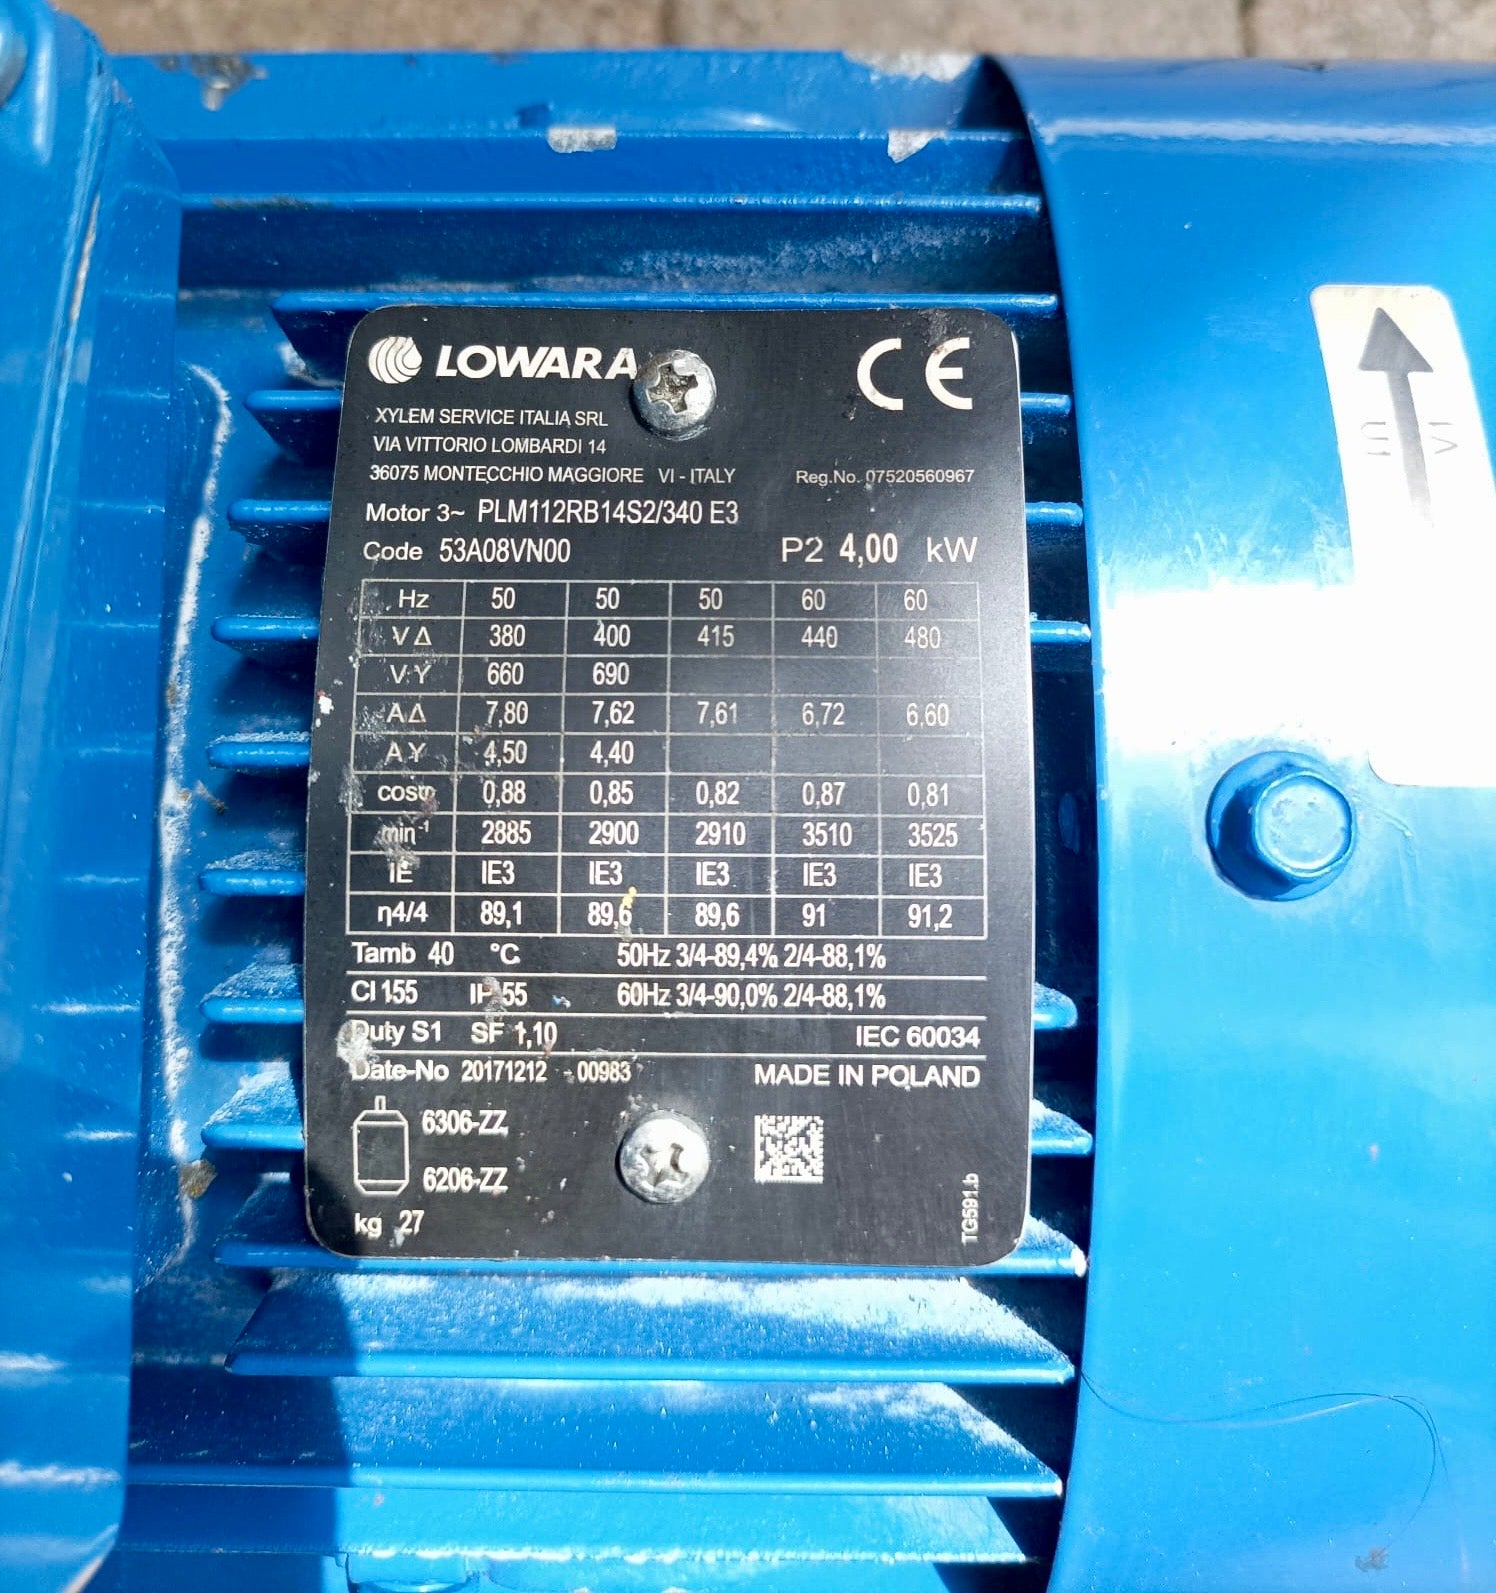 LOWARA
CE
XYLEM SERVICE ITALIA SRL
VIA VITTORIO LOMBARDI 14
36075 MONTECCHIO MAGGIORE VI - ITALY Reg.No. 07520560967
Motor 3~ PLM112RB14S2/340 E3
Code 53A08VN00 P2 4,00 kW
Hz 50 50 50 60 60
V Δ 380 400 415 440 480
V Y 660 690
A Δ 7,80 7,62 7,61 6,72 6,60
A Y 4,50 4,40
cosφ 0,88 0,85 0,82 0,87 0,81
min⁻¹ 2885 2900 2910 3510 3525
IE IE3 IE3 IE3 IE3 IE3
η4/4 89,1 89,6 89,6 91 91,2
Tamb 40 °C 50Hz 3/4-89,4% 2/4-88,1%
Cl 155 IP 55 60Hz 3/4-90,0% 2/4-88,1%
Duty S1 SF 1,10 IEC 60034
Date-No 20171212 - 00983 MADE IN POLAND
6306-ZZ
6206-ZZ
kg 27
TG591.b
U1